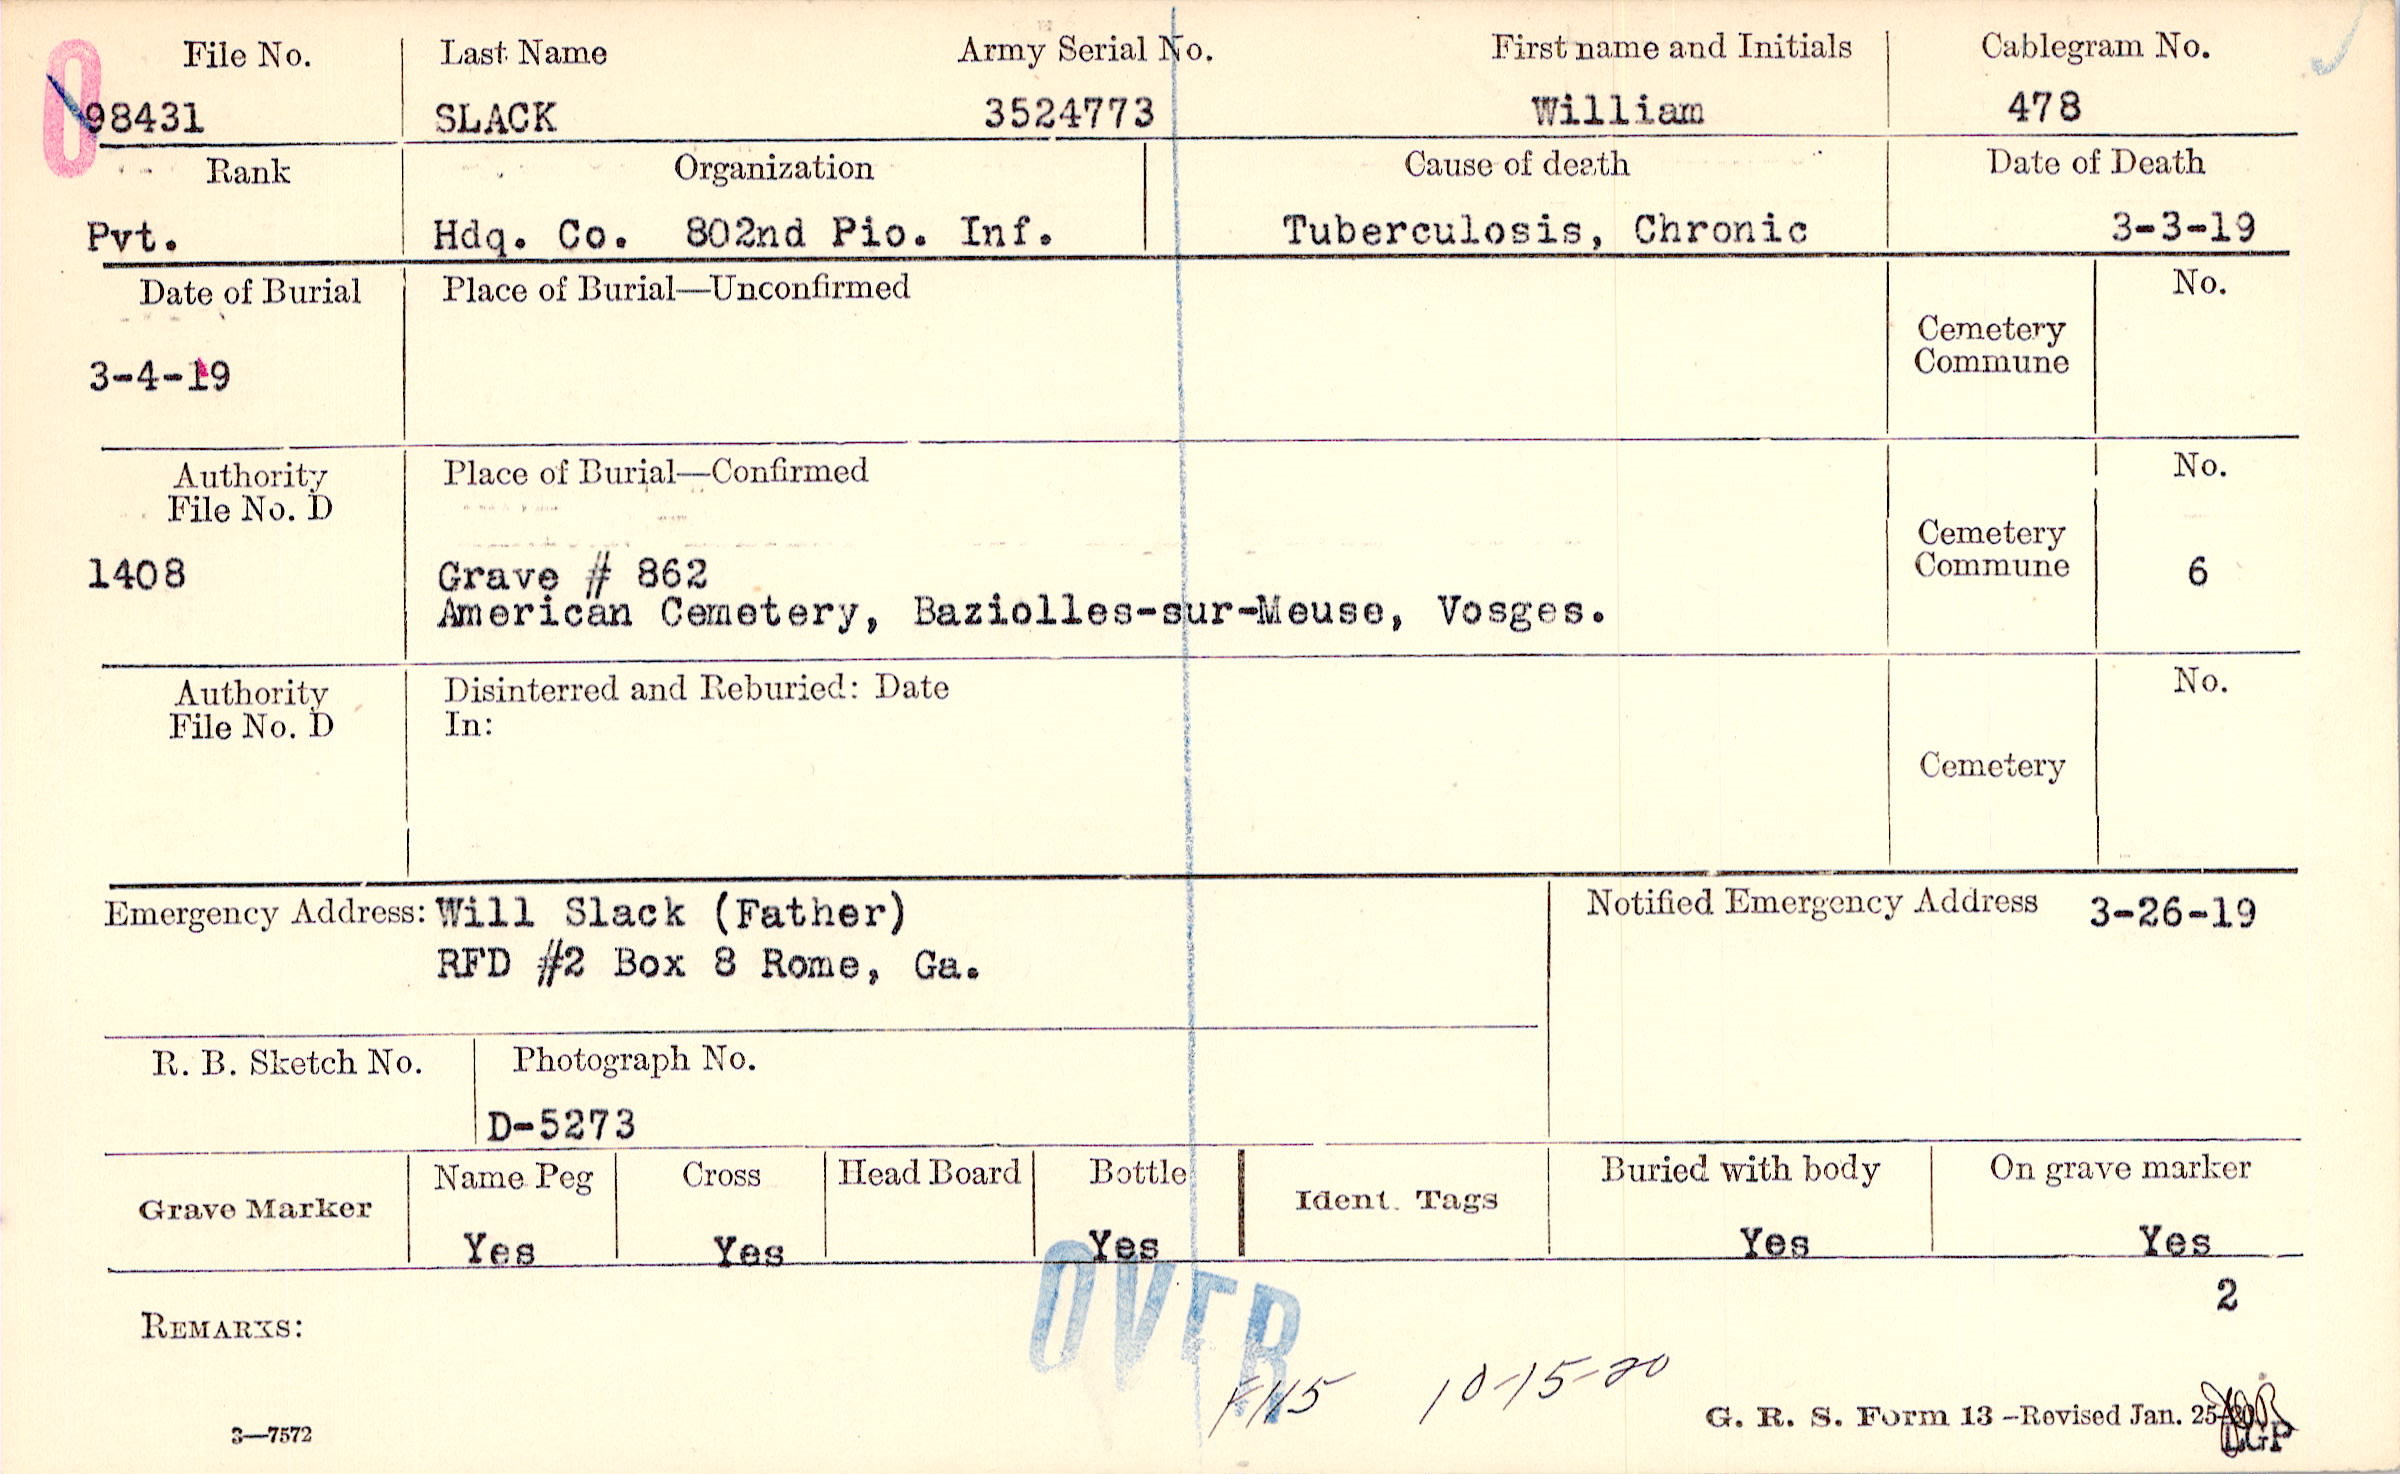 File No. Last Name Army Serial No. First name and Initials Cablegram No.
98431 SLACK 3524773 William 478
Rank Organization Cause of death Date of Death
Pvt. Hdq. Co. 802nd Pio. Inf. Tuberculosis, Chronic 3-3-19
Date of Burial Place of Burial—Unconfirmed No.
Cemetery
Commune
3-4-19
Authority Place of Burial—Confirmed No.
File No. D
Cemetery
Commune
1408 Grave # 862 6
American Cemetery, Baziolles-sur-Meuse, Vosges.
Authority Disinterred and Reburied: Date No.
File No. D In:
Cemetery
Emergency Address: Will Slack (Father) Notified Emergency Address 3-26-19
RFD #2 Box 8 Rome, Ga.
R. B. Sketch No. Photograph No.
D-5273
Name Peg Cross Head Board Bottle Buried with body On grave marker
Grave Marker Ident. Tags
Yes Yes Yes Yes Yes
2
REMARKS:
OVER
F115 10-15-20
G. R. S. Form 13 —Revised Jan. 25-20
LGP
3—7572